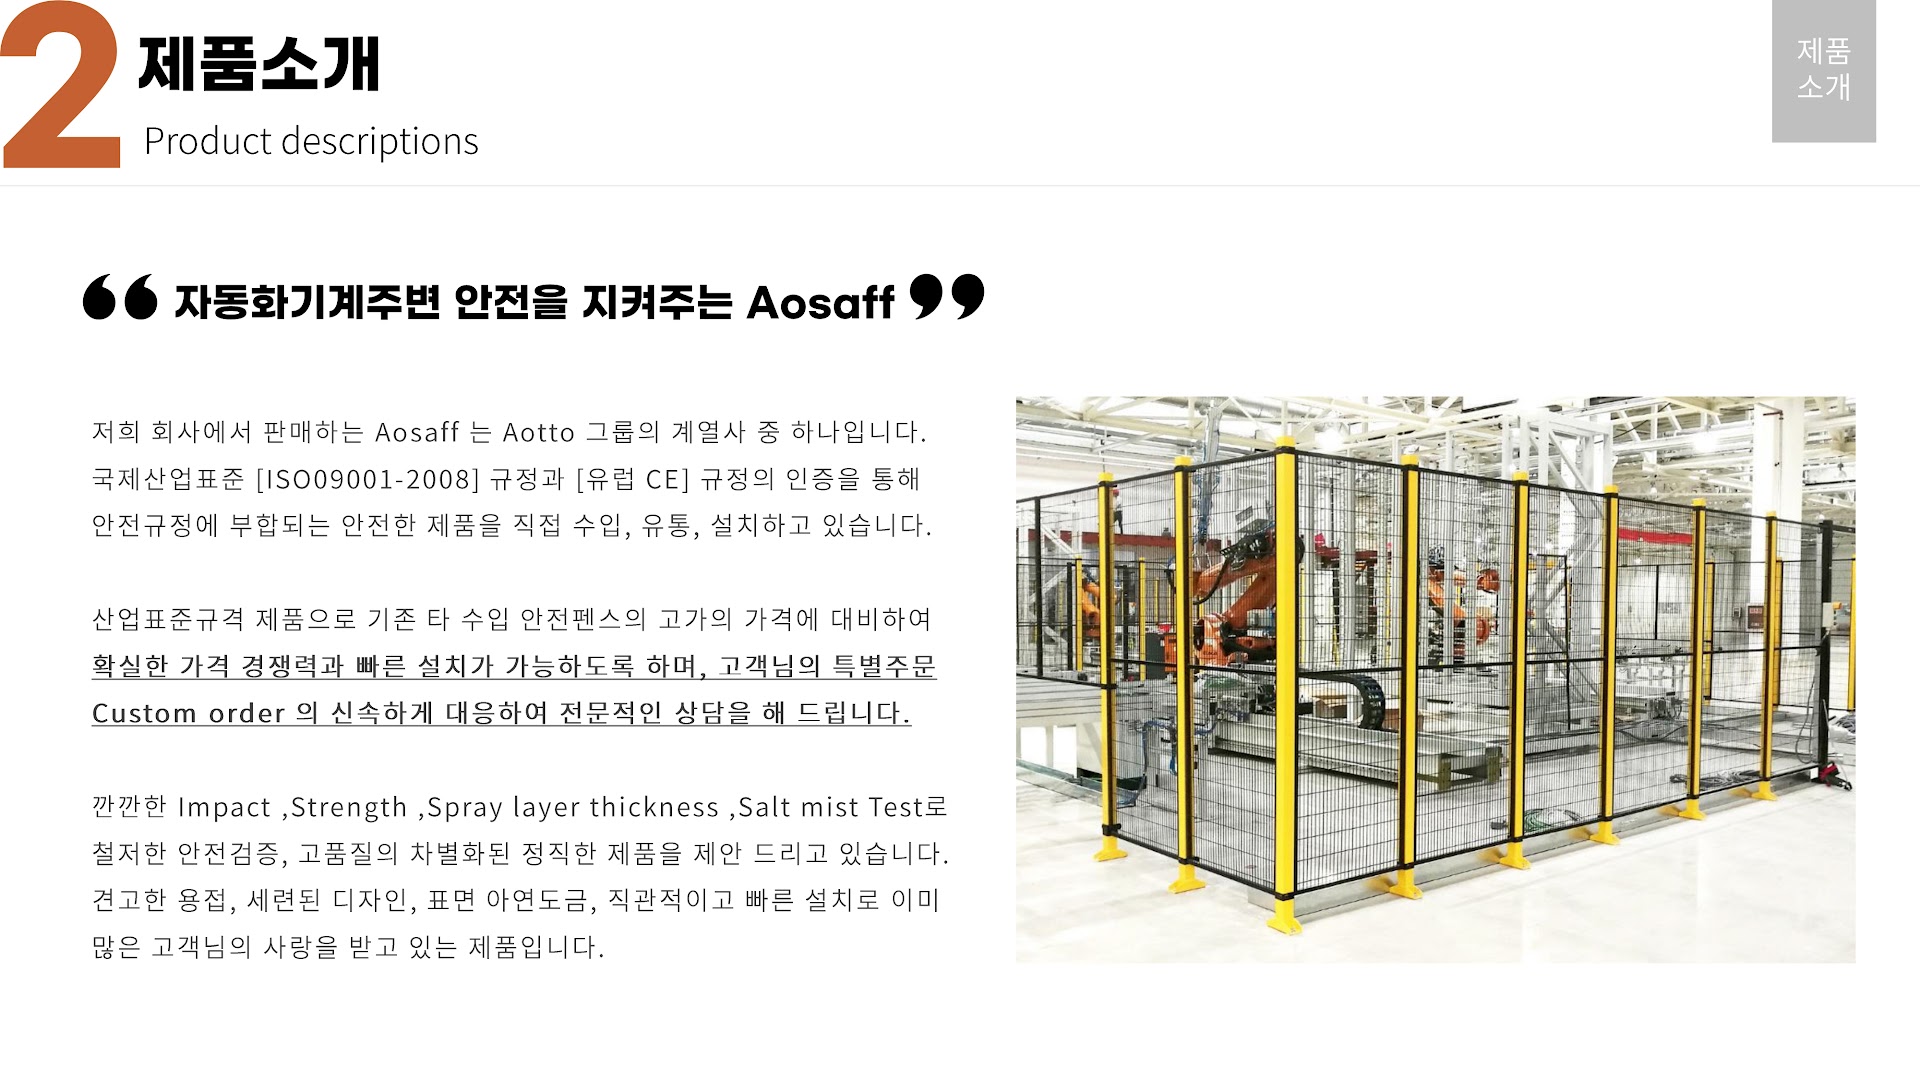 2 제품소개
Product descriptions
제품
소개
“ 자동화기계주변 안전을 지켜주는 Aosaff ”
저희 회사에서 판매하는 Aosaff 는 Aotto 그룹의 계열사 중 하나입니다.
국제산업표준 [ISO09001-2008] 규정과 [유럽 CE] 규정의 인증을 통해
안전규정에 부합되는 안전한 제품을 직접 수입, 유통, 설치하고 있습니다.
산업표준규격 제품으로 기존 타 수입 안전펜스의 고가의 가격에 대비하여
확실한 가격 경쟁력과 빠른 설치가 가능하도록 하며, 고객님의 특별주문
Custom order 의 신속하게 대응하여 전문적인 상담을 해 드립니다.
깐깐한 Impact ,Strength ,Spray layer thickness ,Salt mist Test로
철저한 안전검증, 고품질의 차별화된 정직한 제품을 제안 드리고 있습니다.
견고한 용접, 세련된 디자인, 표면 아연도금, 직관적이고 빠른 설치로 이미
많은 고객님의 사랑을 받고 있는 제품입니다.